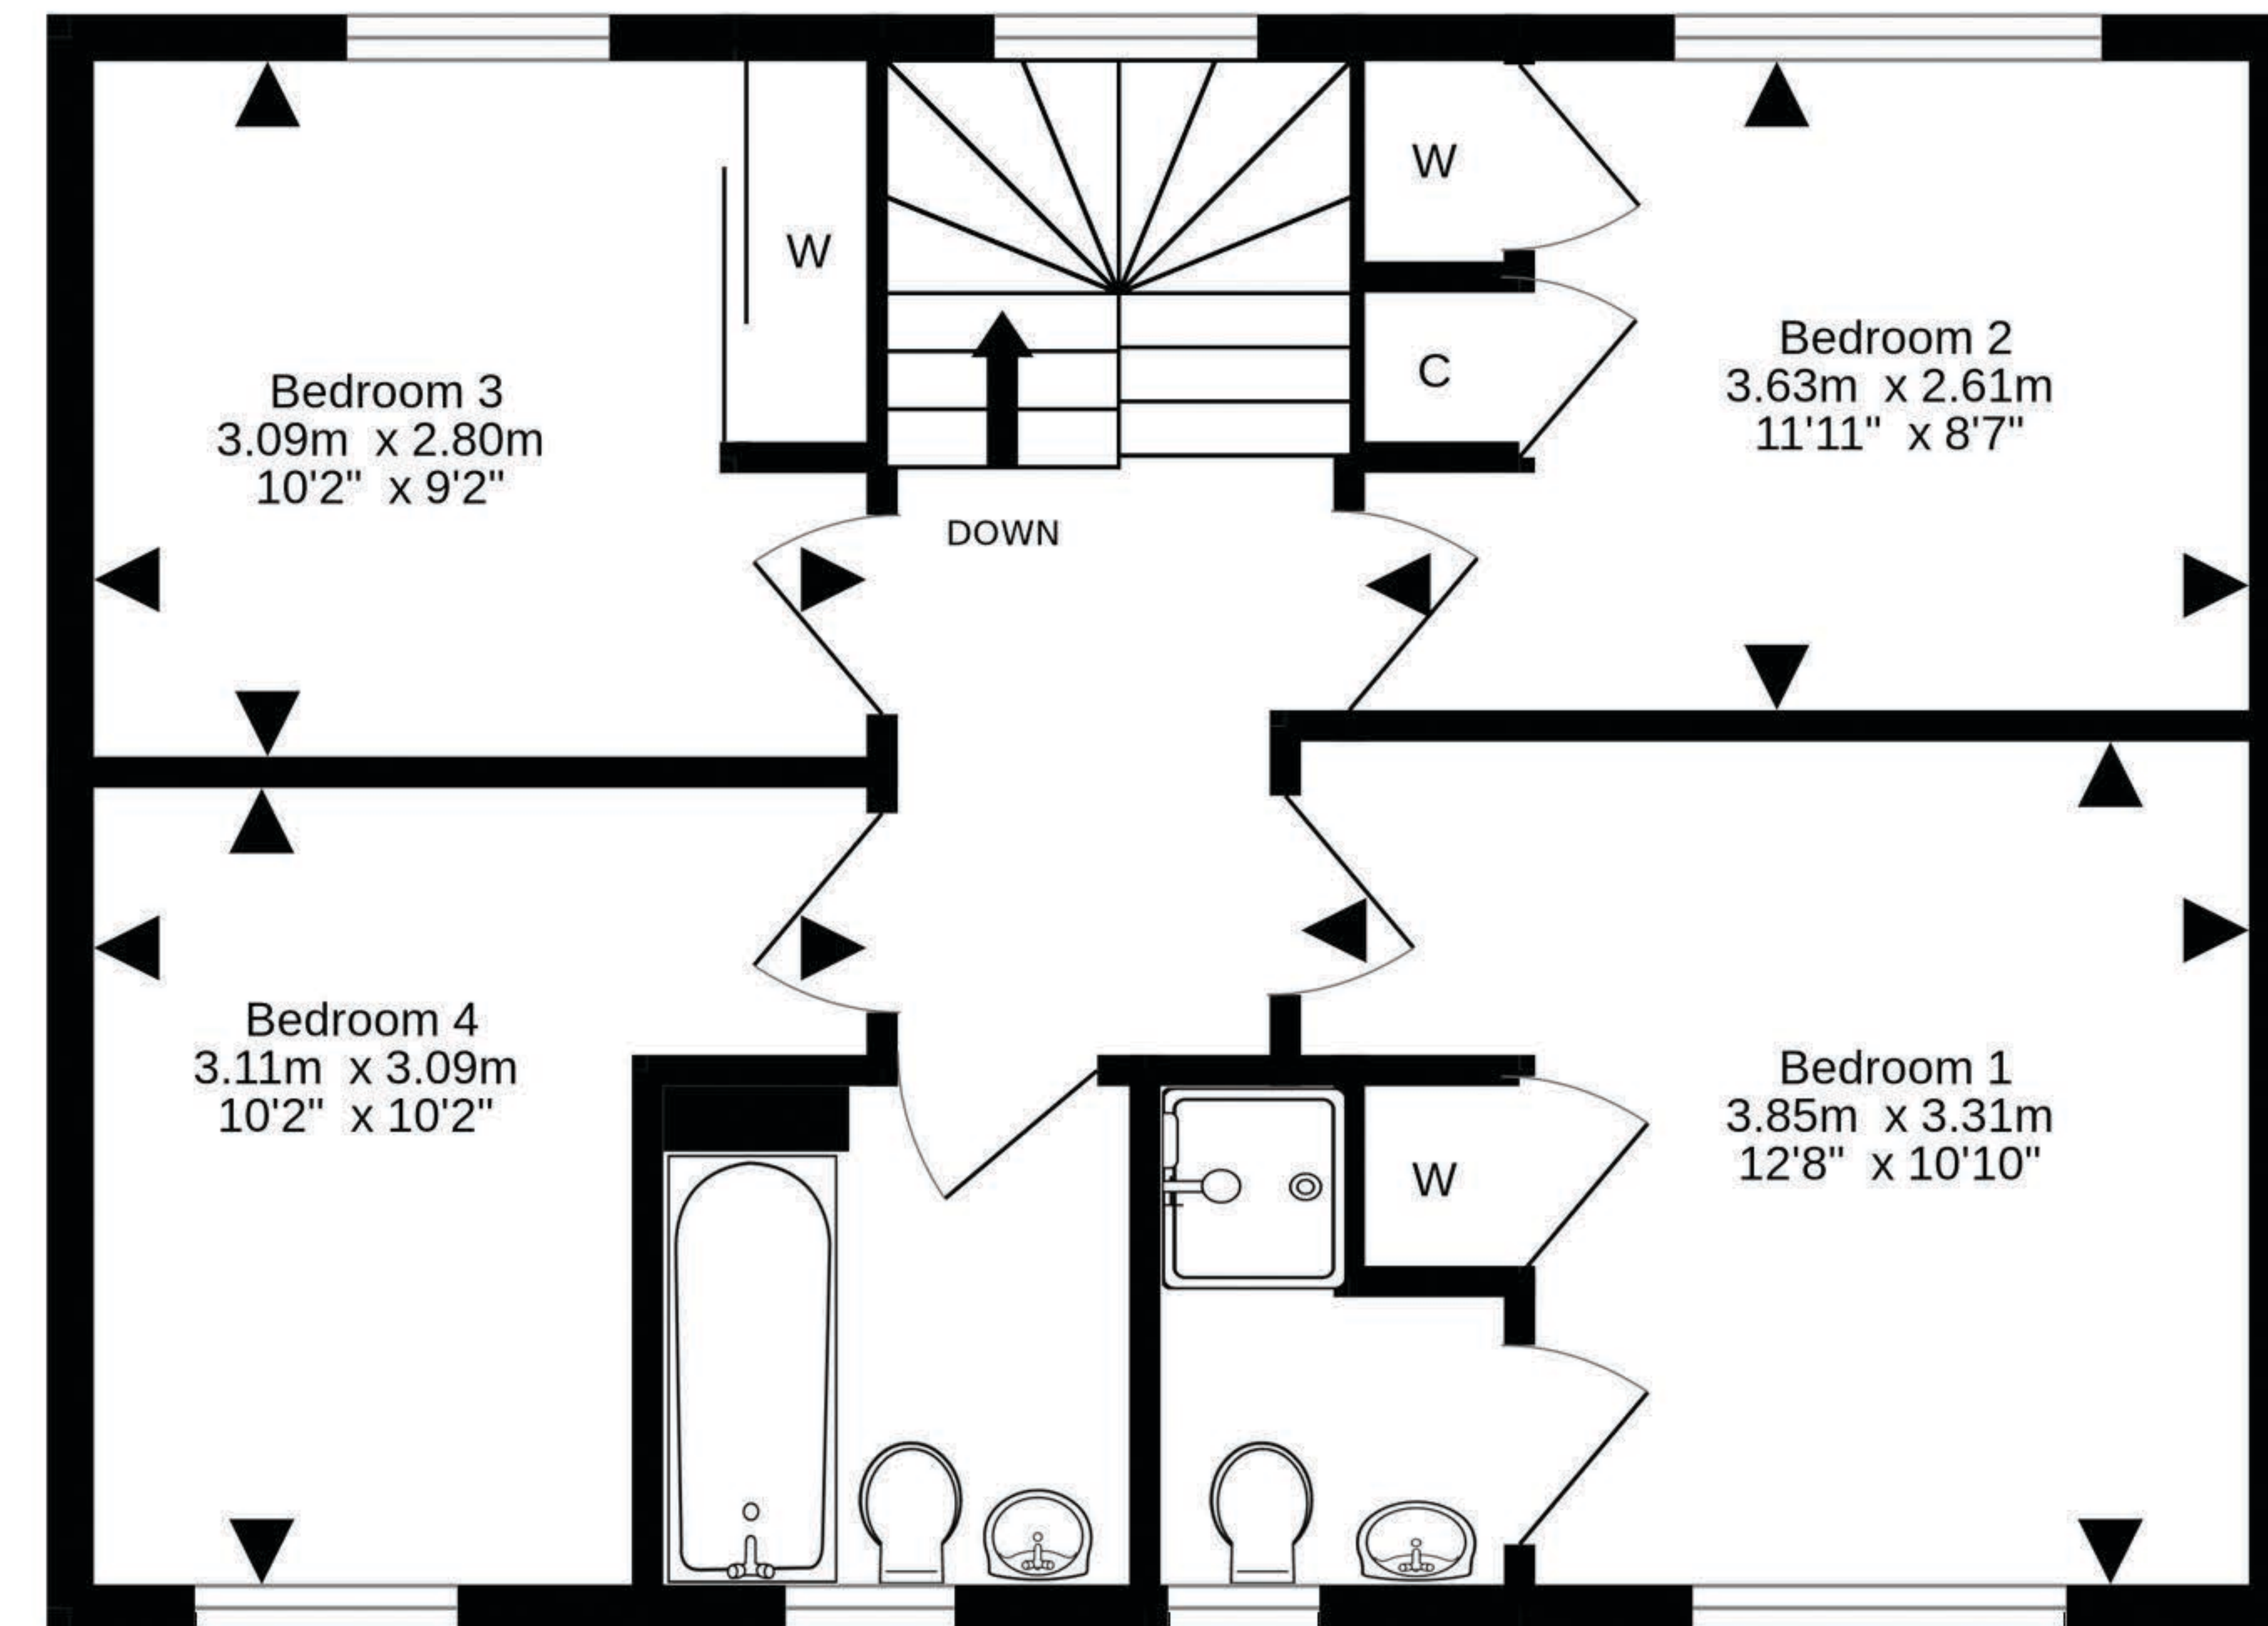 W
W
C
Bedroom 2
3.63m x 2.61m
11'11" x 8'7"
Bedroom 3
3.09m x 2.80m
10'2" x 9'2"
DOWN
Bedroom 4
3.11m x 3.09m
10'2" x 10'2"
Bedroom 1
3.85m x 3.31m
12'8" x 10'10"
W